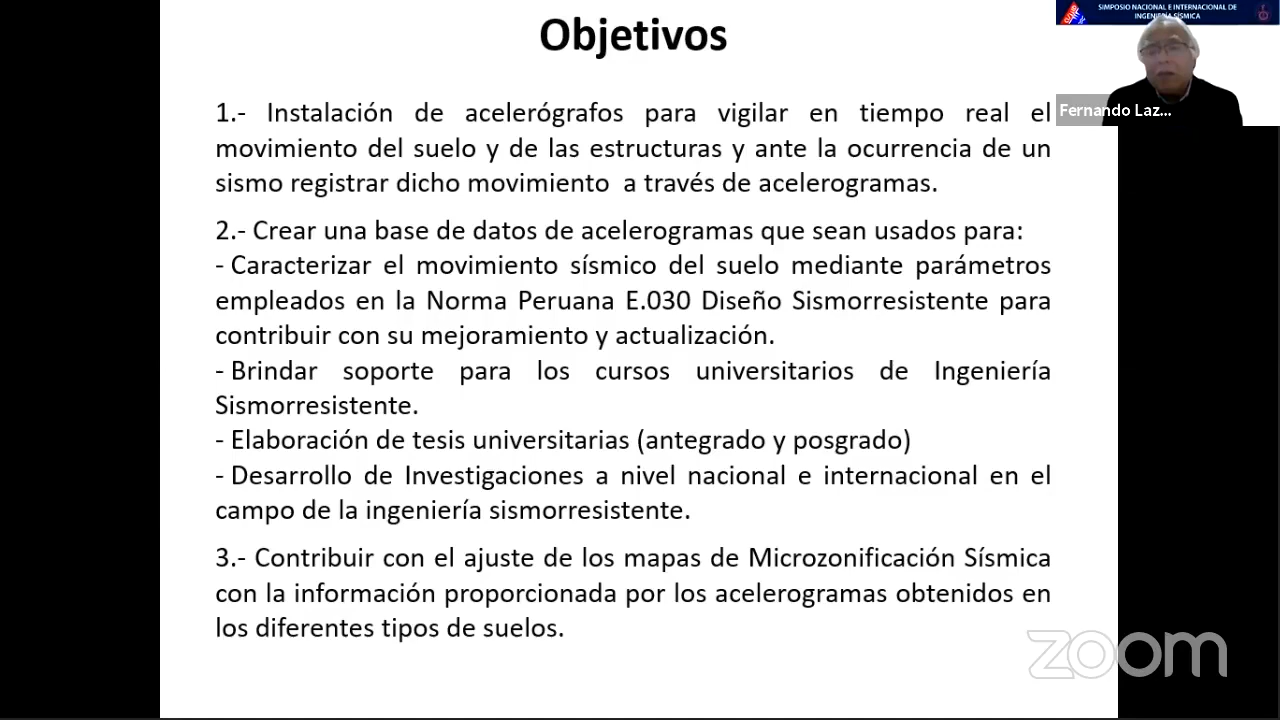 Objetivos
SIMPOSIO NACIONAL E INTERNACIONAL DE
INGENIERÍA SÍSMICA
Fernando Laz...
1.- Instalación de acelerógrafos para vigilar en tiempo real el
movimiento del suelo y de las estructuras y ante la ocurrencia de un
sismo registrar dicho movimiento a través de acelerogramas.
2.- Crear una base de datos de acelerogramas que sean usados para:
- Caracterizar el movimiento sísmico del suelo mediante parámetros
empleados en la Norma Peruana E.030 Diseño Sismorresistente para
contribuir con su mejoramiento y actualización.
- Brindar soporte para los cursos universitarios de Ingeniería
Sismorresistente.
- Elaboración de tesis universitarias (antegrado y posgrado)
- Desarrollo de Investigaciones a nivel nacional e internacional en el
campo de la ingeniería sismorresistente.
3.- Contribuir con el ajuste de los mapas de Microzonificación Sísmica
con la información proporcionada por los acelerogramas obtenidos en
los diferentes tipos de suelos.
zoom